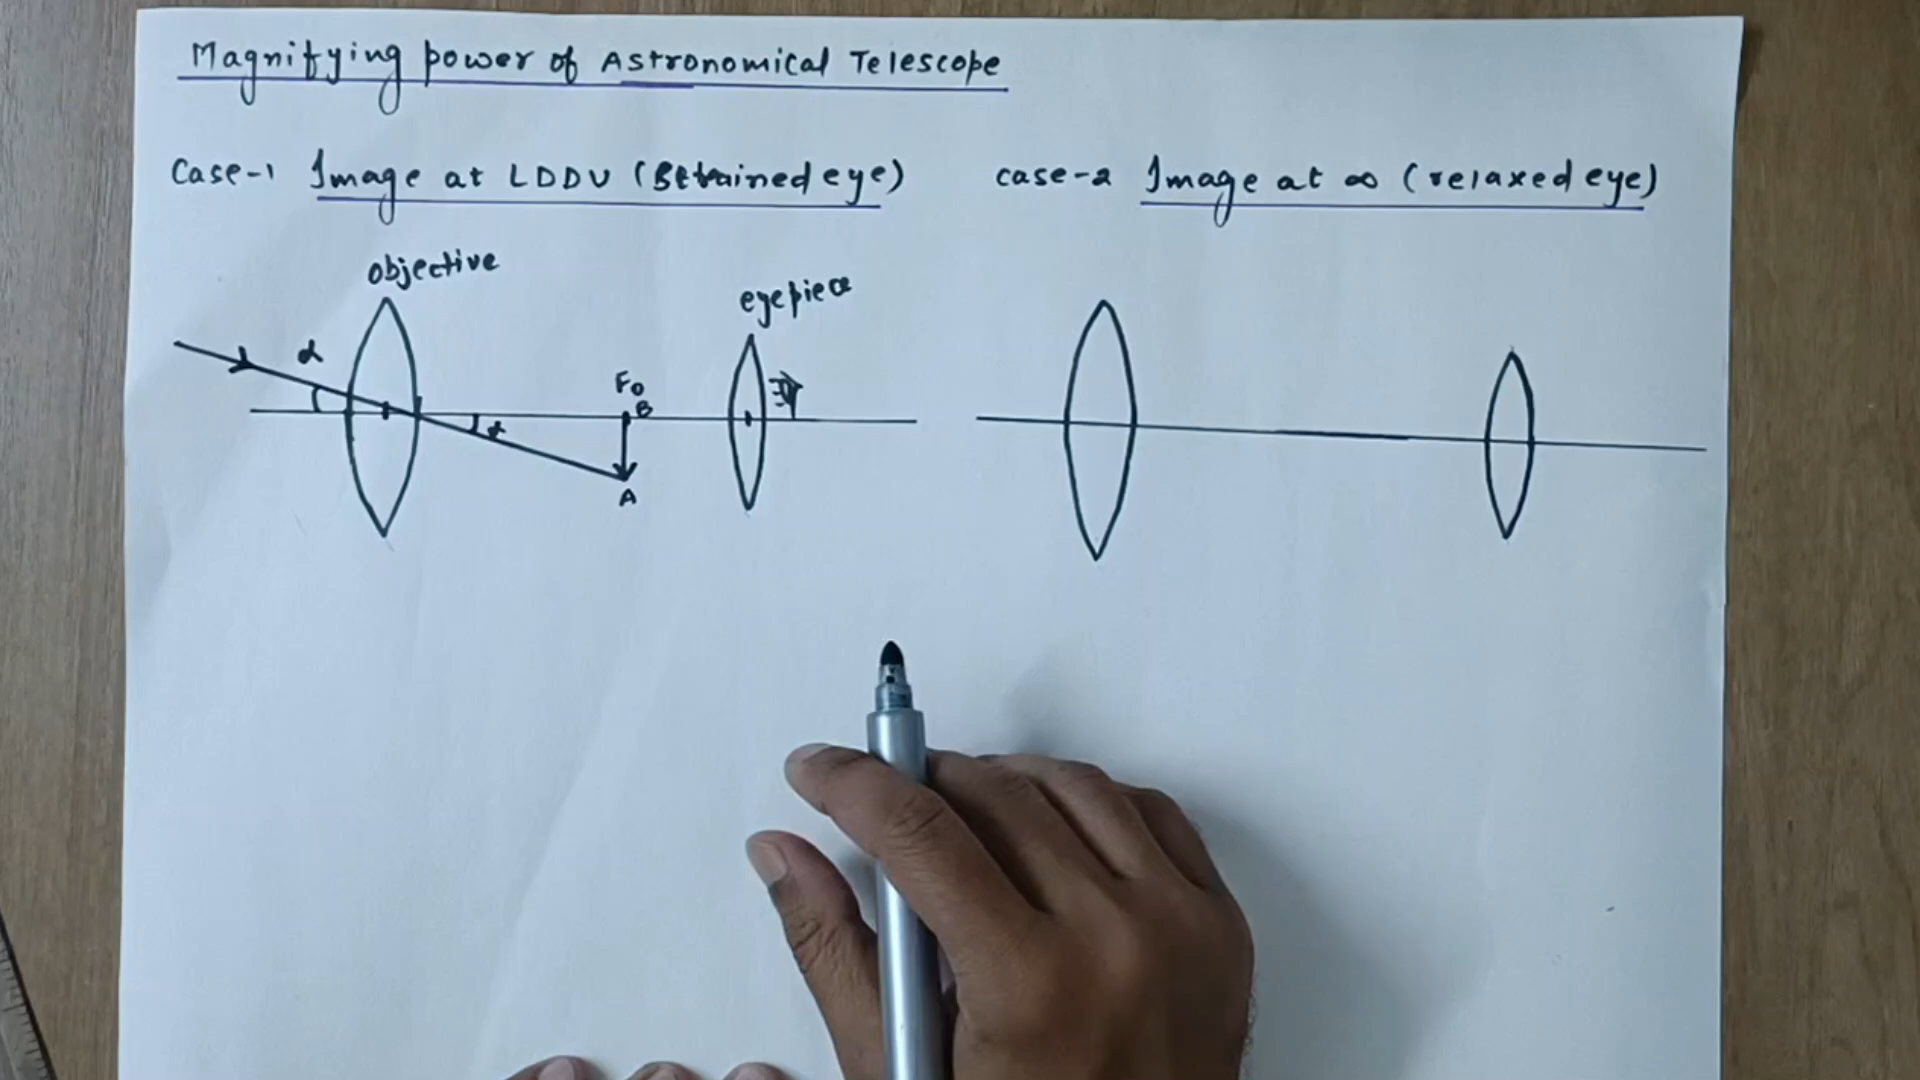 Magnifying power of Astronomical Telescope
Case-1 Image at LDDV (Strained eye)
case-2 Image at ∞ (relaxed eye)
objective
eyepiece
α
Fo
B
α
A